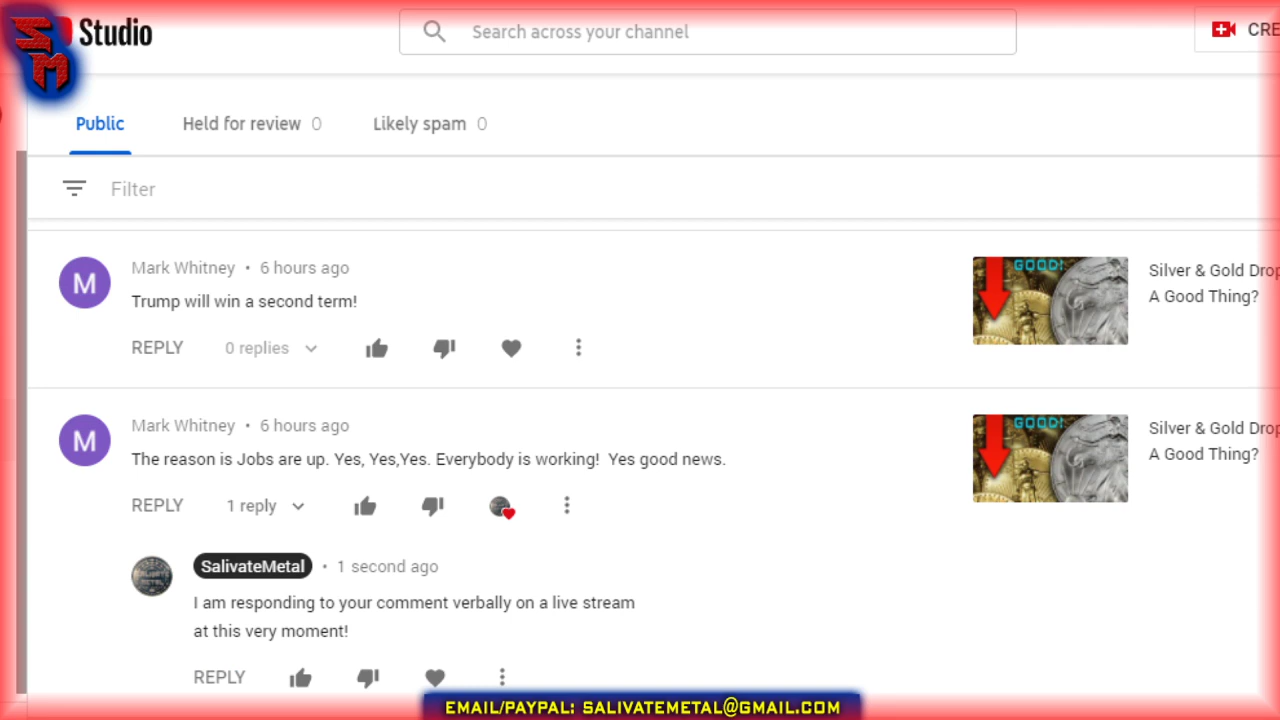 SM Studio
Search across your channel
CRE
Public
Held for review 0
Likely spam 0
Filter
Mark Whitney • 6 hours ago
Trump will win a second term!
REPLY
0 replies
GOOD!
Silver & Gold Drop
A Good Thing?
Mark Whitney • 6 hours ago
The reason is Jobs are up. Yes, Yes,Yes. Everybody is working!  Yes good news.
REPLY
1 reply
GOOD!
Silver & Gold Drop
A Good Thing?
SalivateMetal • 1 second ago
I am responding to your comment verbally on a live stream
at this very moment!
REPLY
EMAIL/PAYPAL: SALIVATEMETAL@GMAIL.COM